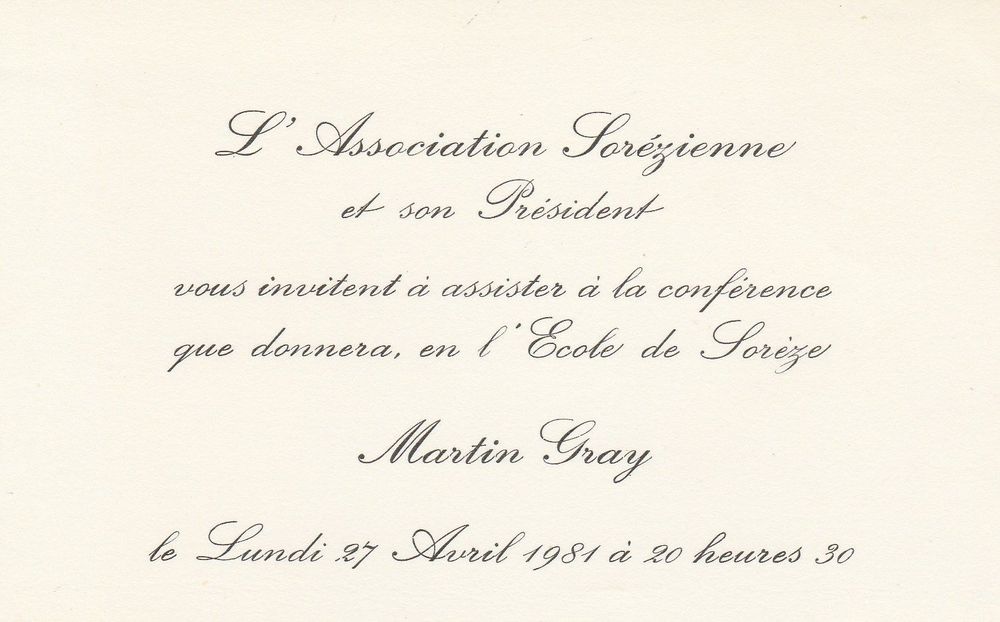 L' Association Sorézienne
et son Président
vous invitent à assister à la conférence
que donnera, en l'Ecole de Sorèze
Martin Gray
le Lundi 27 Avril 1981 à 20 heures 30